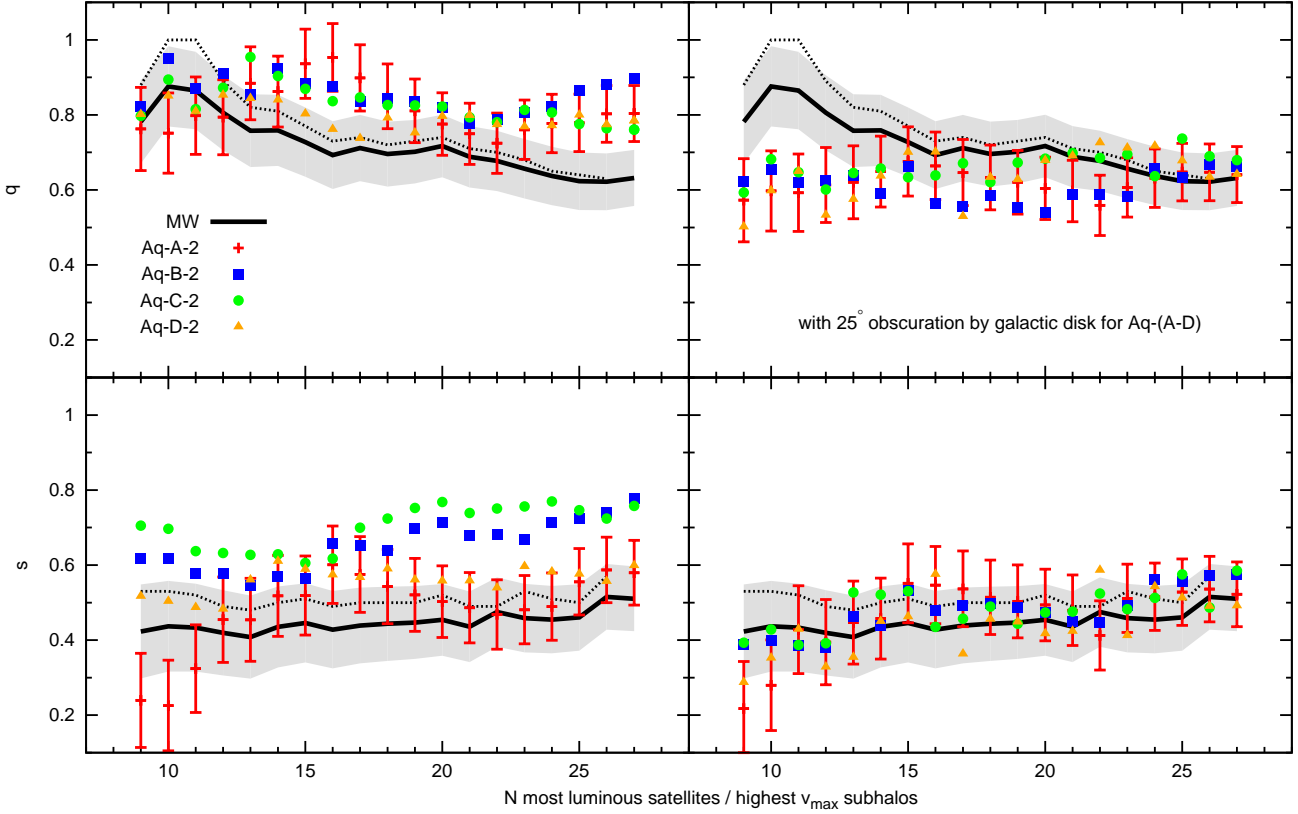 1
0.8
q
0.6
0.4
0.2
MW
Aq-A-2
Aq-B-2
Aq-C-2
Aq-D-2
with 25° obscuration by galactic disk for Aq-(A-D)
1
0.8
s
0.6
0.4
0.2
10 15 20 25 10 15 20 25
N most luminous satellites / highest vmax subhalos